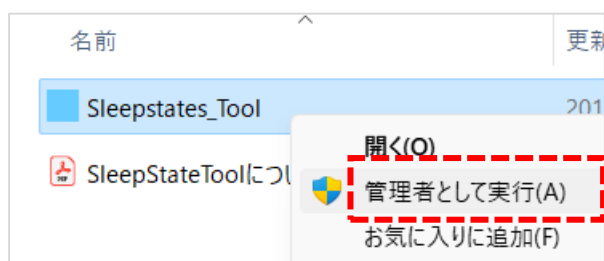 名前
更新
Sleepstates_Tool
201
開く(O)
SleepStateToolについ
管理者として実行(A)
お気に入りに追加(F)